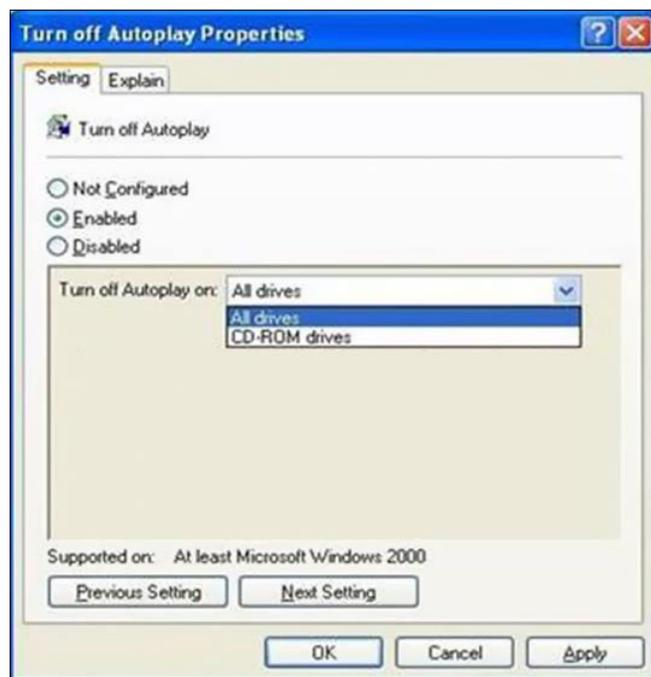 Turn off Autoplay Properties
Setting Explain
Turn off Autoplay
Not Configured
Enabled
Disabled
Turn off Autoplay on: All drives
All drives
CD-ROM drives
Supported on: At least Microsoft Windows 2000
Previous Setting Next Setting
OK Cancel Apply